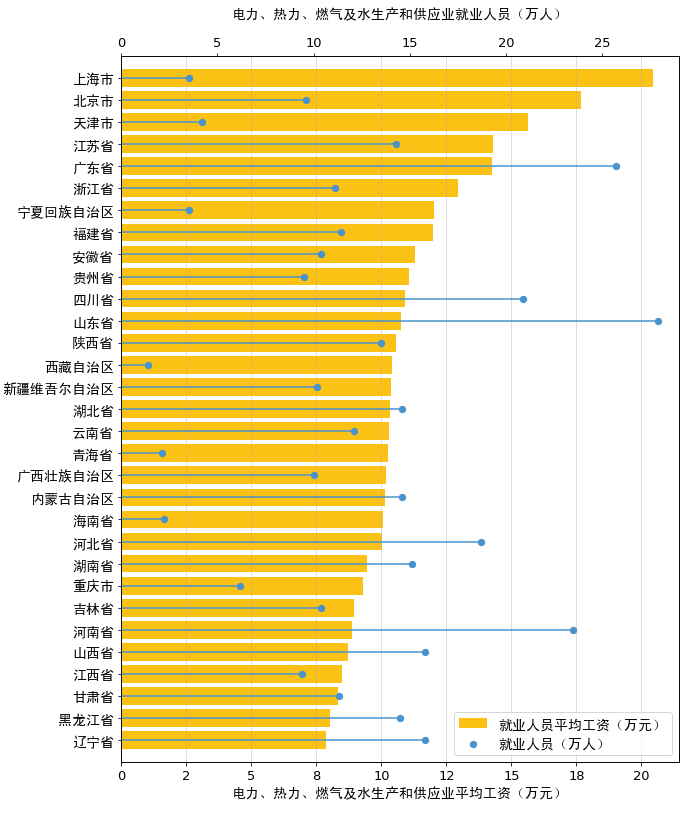 电力、热力、燃气及水生产和供应业就业人员（万人）
0 5 10 15 20 25
上海市
北京市
天津市
江苏省
广东省
浙江省
宁夏回族自治区
福建省
安徽省
贵州省
四川省
山东省
陕西省
西藏自治区
新疆维吾尔自治区
湖北省
云南省
青海省
广西壮族自治区
内蒙古自治区
海南省
河北省
湖南省
重庆市
吉林省
河南省
山西省
江西省
甘肃省
黑龙江省
辽宁省
就业人员平均工资（万元）
就业人员（万人）
0 2 5 8 10 12 15 18 20
电力、热力、燃气及水生产和供应业平均工资（万元）